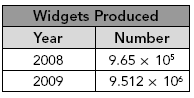 Widgets Produced
Year Number
2008 9.65 × 10⁵
2009 9.512 × 10⁶